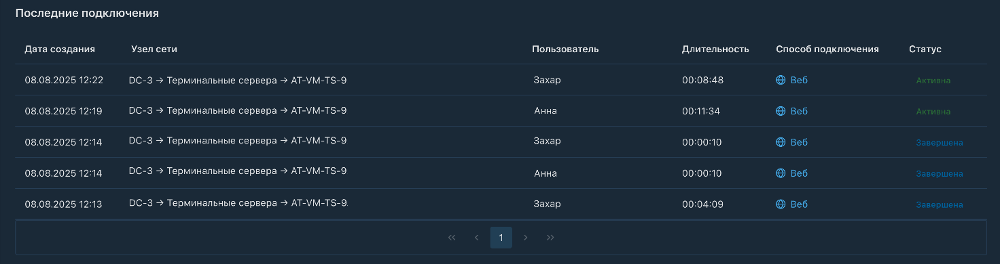 Последние подключения
Дата создания Узел сети Пользователь Длительность Способ подключения Статус
08.08.2025 12:22 DC-3 → Терминальные сервера → AT-VM-TS-9 Захар 00:08:48 Веб Активна
08.08.2025 12:19 DC-3 → Терминальные сервера → AT-VM-TS-9 Анна 00:11:34 Веб Активна
08.08.2025 12:14 DC-3 → Терминальные сервера → AT-VM-TS-9 Захар 00:00:10 Веб Завершена
08.08.2025 12:14 DC-3 → Терминальные сервера → AT-VM-TS-9 Анна 00:00:10 Веб Завершена
08.08.2025 12:13 DC-3 → Терминальные сервера → AT-VM-TS-9 Захар 00:04:09 Веб Завершена
« ‹ 1 › »